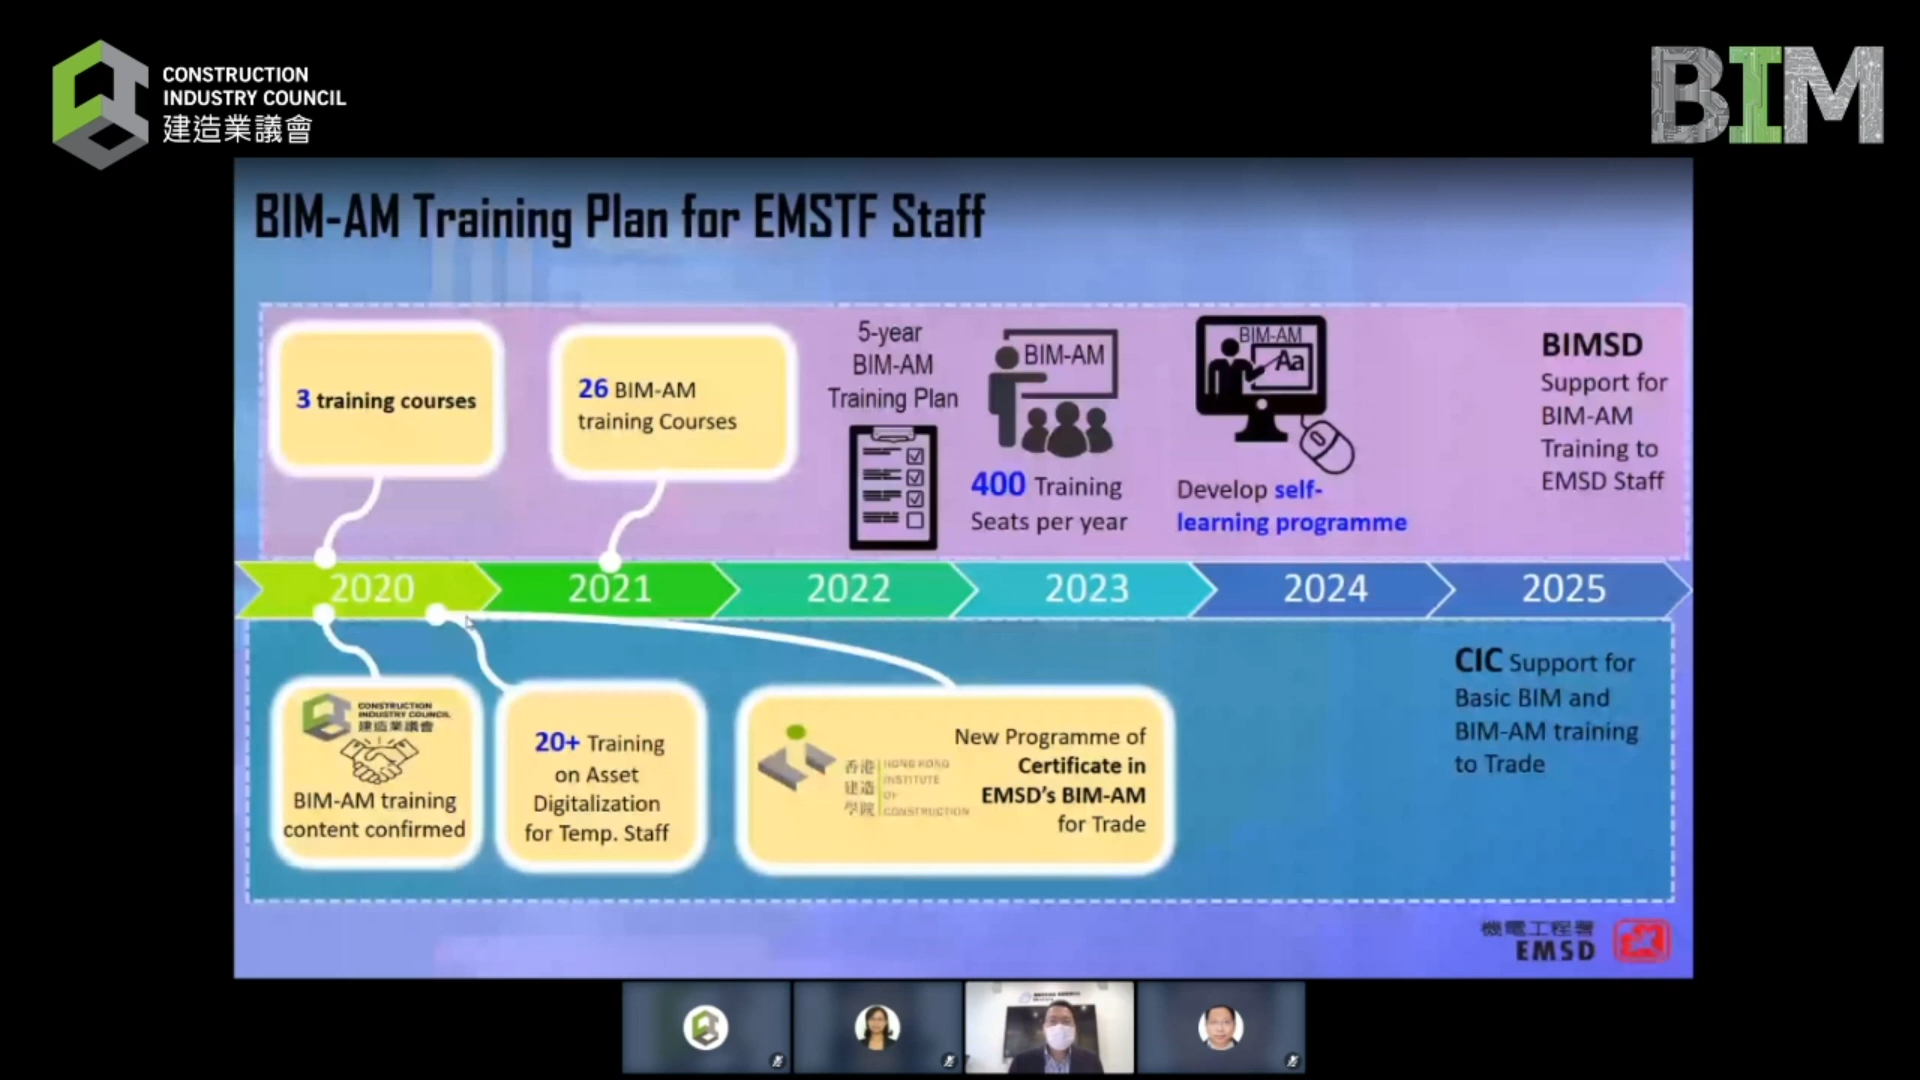 CONSTRUCTION
INDUSTRY COUNCIL
建造業議會
BIM
BIM-AM Training Plan for EMSTF Staff
3 training courses
26 BIM-AM
training Courses
5-year
BIM-AM
Training Plan
BIM-AM
400 Training
Seats per year
BIM-AM
Aa
Develop self-
learning programme
BIMSD
Support for
BIM-AM
Training to
EMSD Staff
2020
2021
2022
2023
2024
2025
CONSTRUCTION
INDUSTRY COUNCIL
建造業議會
BIM-AM training
content confirmed
20+ Training
on Asset
Digitalization
for Temp. Staff
香港
建造
學院
HONG KONG
INSTITUTE
OF
CONSTRUCTION
New Programme of
Certificate in
EMSD's BIM-AM
for Trade
CIC Support for
Basic BIM and
BIM-AM training
to Trade
機電工程署
EMSD